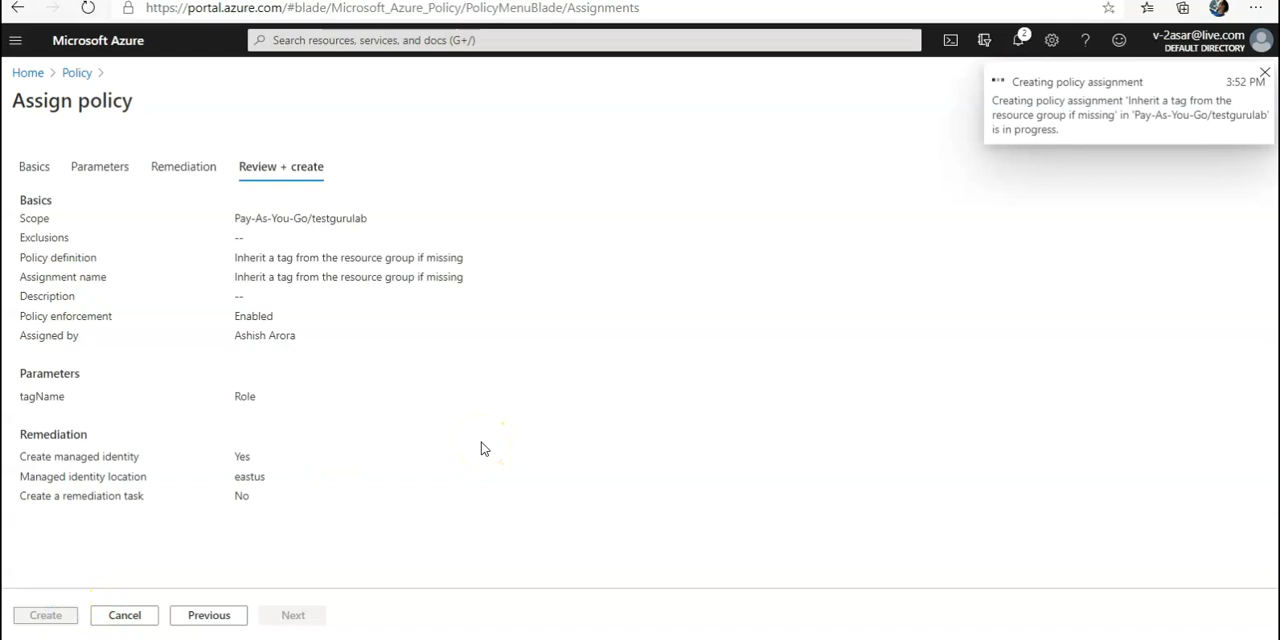 https://portal.azure.com/#blade/Microsoft_Azure_Policy/PolicyMenuBlade/Assignments
Microsoft Azure
Search resources, services, and docs (G+/)
2
v-2asar@live.com
DEFAULT DIRECTORY
Home > Policy >
Assign policy
Creating policy assignment 3:52 PM
Creating policy assignment 'Inherit a tag from the
resource group if missing' in 'Pay-As-You-Go/testgurulab'
is in progress.
Basics Parameters Remediation Review + create
Basics
Scope Pay-As-You-Go/testgurulab
Exclusions --
Policy definition Inherit a tag from the resource group if missing
Assignment name Inherit a tag from the resource group if missing
Description --
Policy enforcement Enabled
Assigned by Ashish Arora
Parameters
tagName Role
Remediation
Create managed identity Yes
Managed identity location eastus
Create a remediation task No
Create Cancel Previous Next